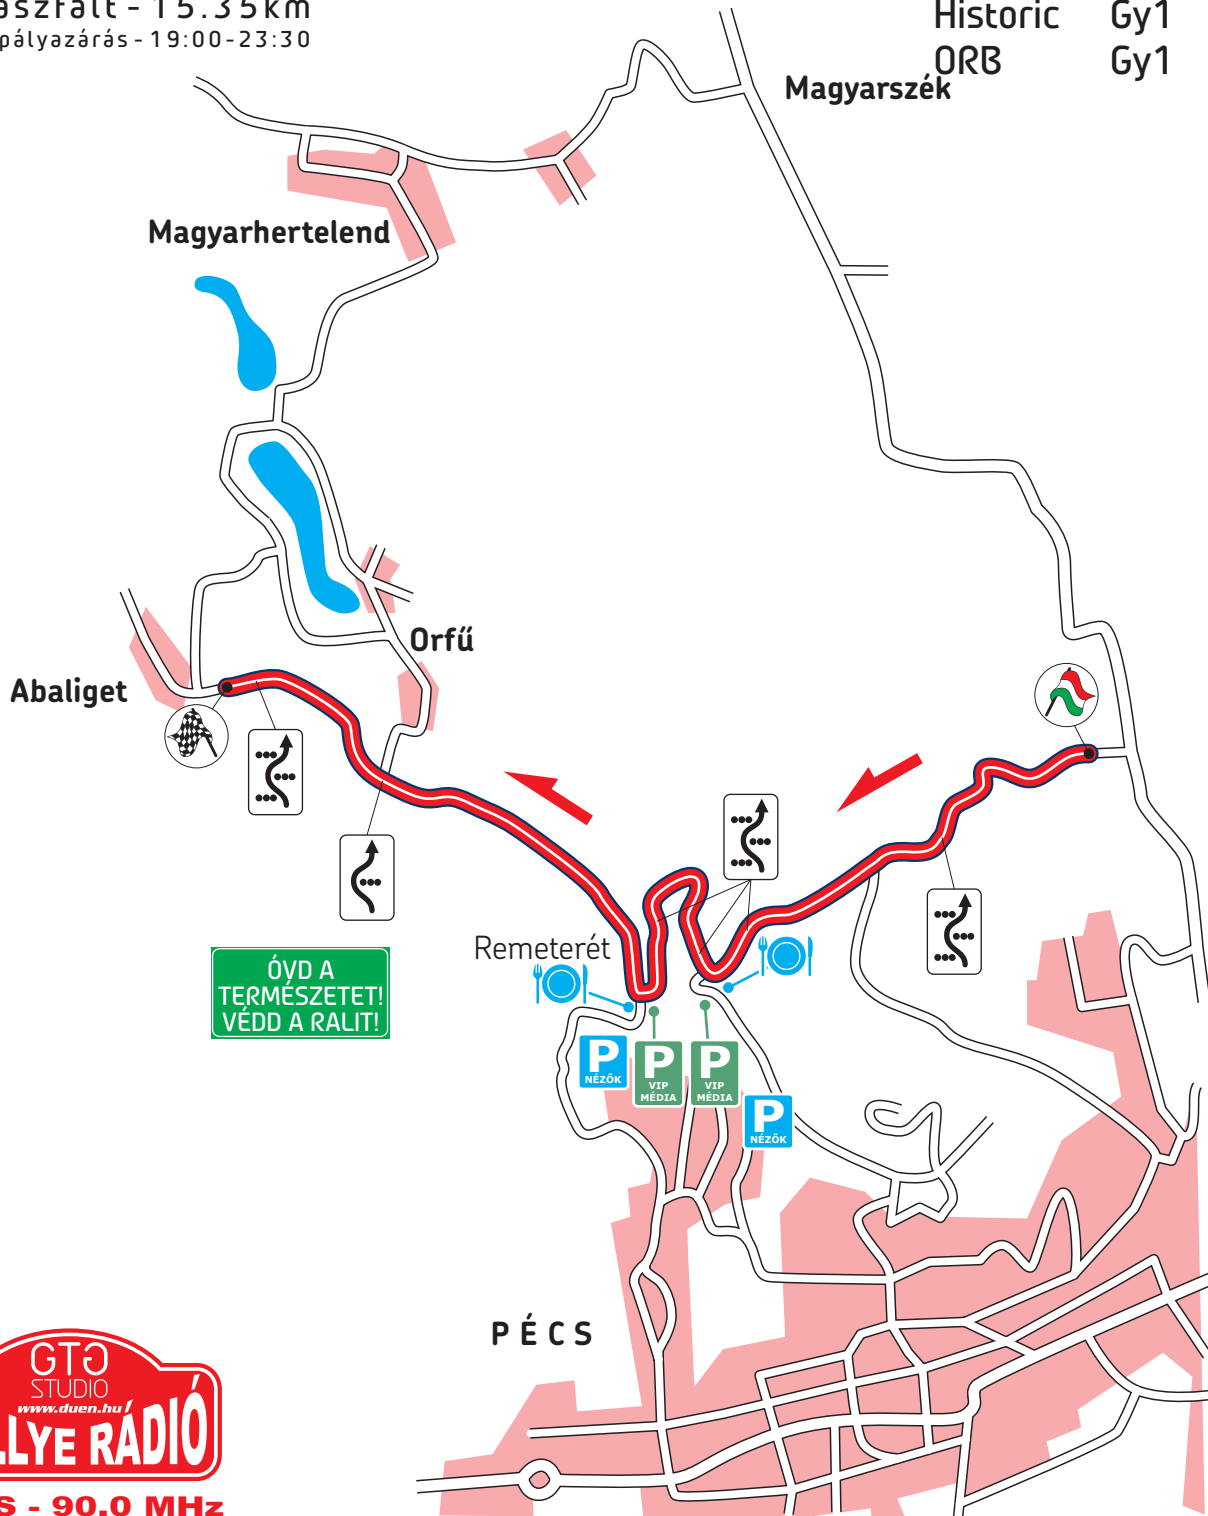 aszfalt - 15.35km
pályazárás - 19:00-23:30
Historic Gy1
ORB Gy1
Magyarszék
Magyarhertelend
Orfű
Abaliget
Remeterét
ÓVD A
TERMÉSZETET!
VÉDD A RALIT!
P
NÉZŐK
P
VIP
MÉDIA
P
VIP
MÉDIA
P
NÉZŐK
PÉCS
GTG
STUDIO
www.duen.hu
LLYE RÁDIÓ
S - 90.0 MHz